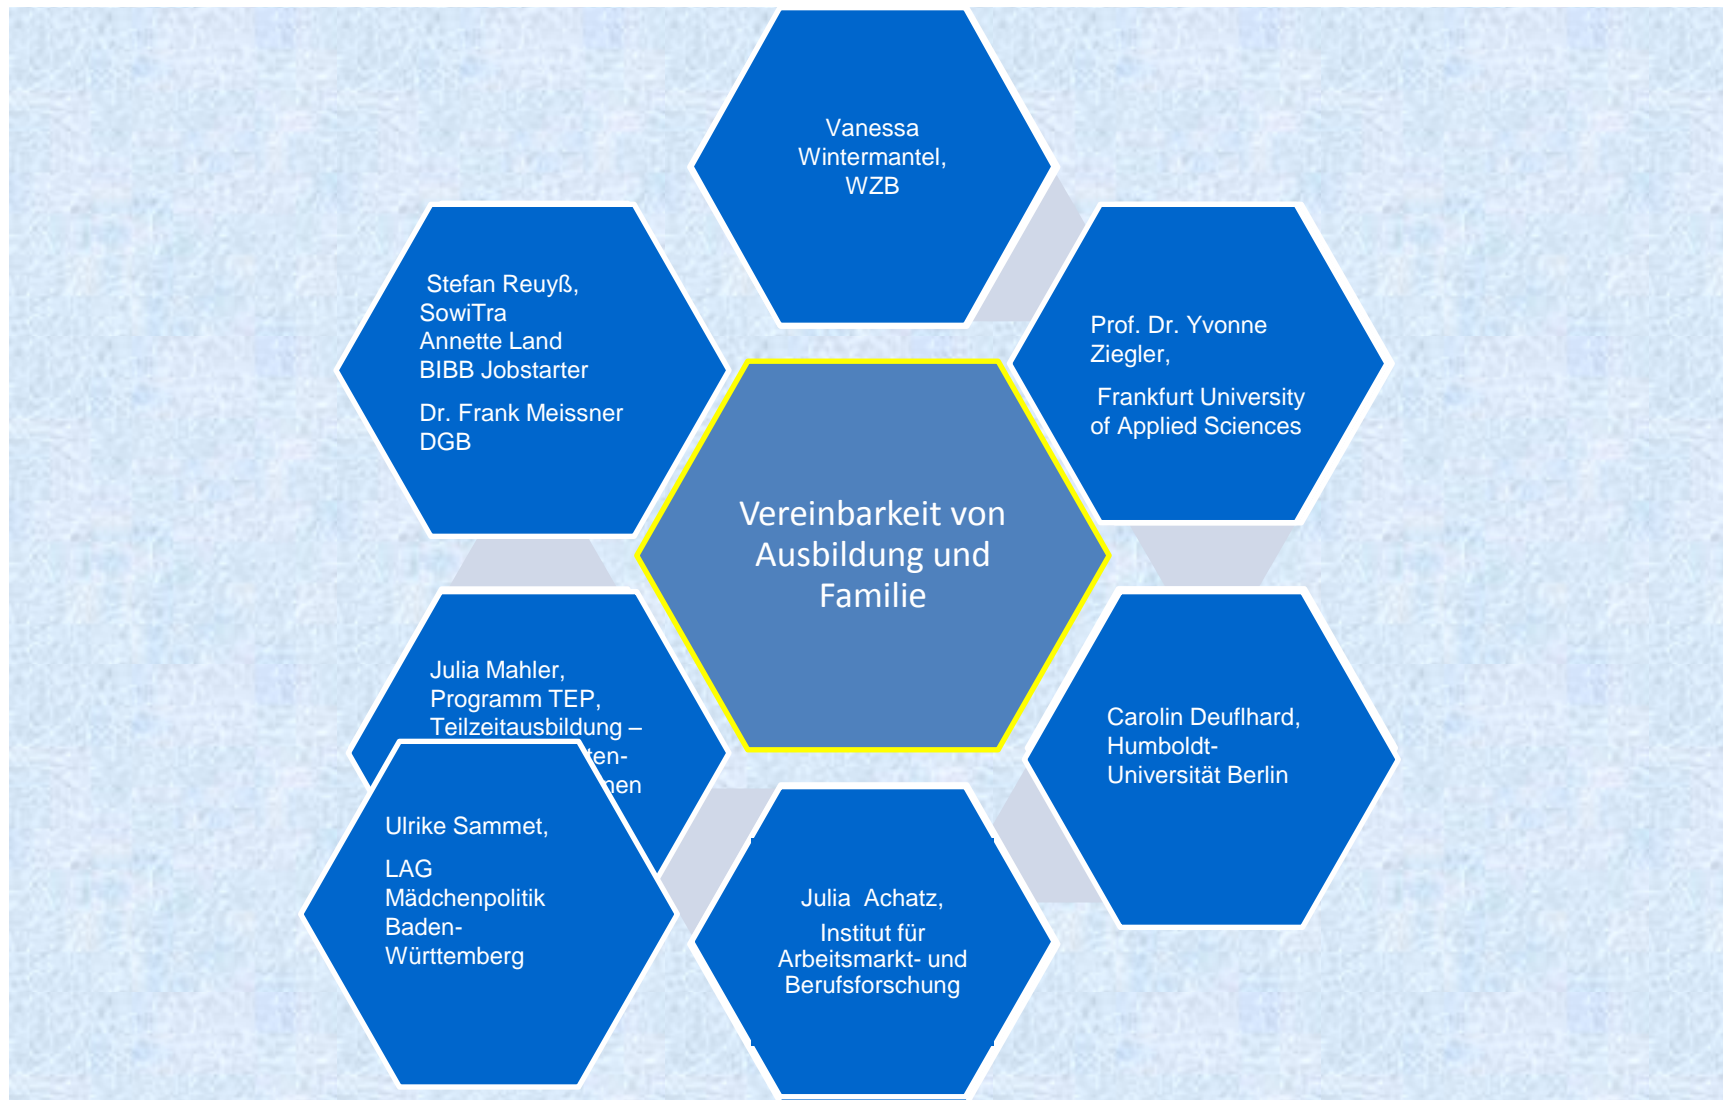 Vanessa
Wintermantel,
WZB
Stefan Reuyß,
SowiTra
Annette Land
BIBB Jobstarter
Dr. Frank Meissner
DGB
Prof. Dr. Yvonne
Ziegler,
Frankfurt University
of Applied Sciences
Vereinbarkeit von
Ausbildung und
Familie
Julia Mahler,
Programm TEP,
Teilzeitausbildung –
Carolin Deuflhard,
Humboldt-
Universität Berlin
Ulrike Sammet,
LAG
Mädchenpolitik
Baden-
Württemberg
Julia  Achatz,
Institut für
Arbeitsmarkt- und
Berufsforschung